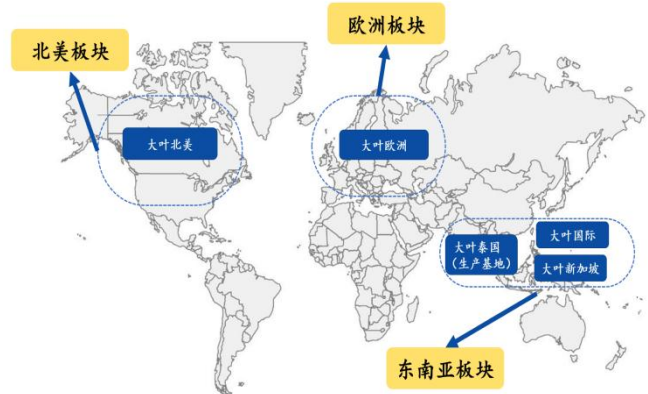 欧洲板块
北美板块
大叶北美
大叶欧洲
大叶国际
大叶泰国
（生产基地）
大叶新加坡
东南亚板块